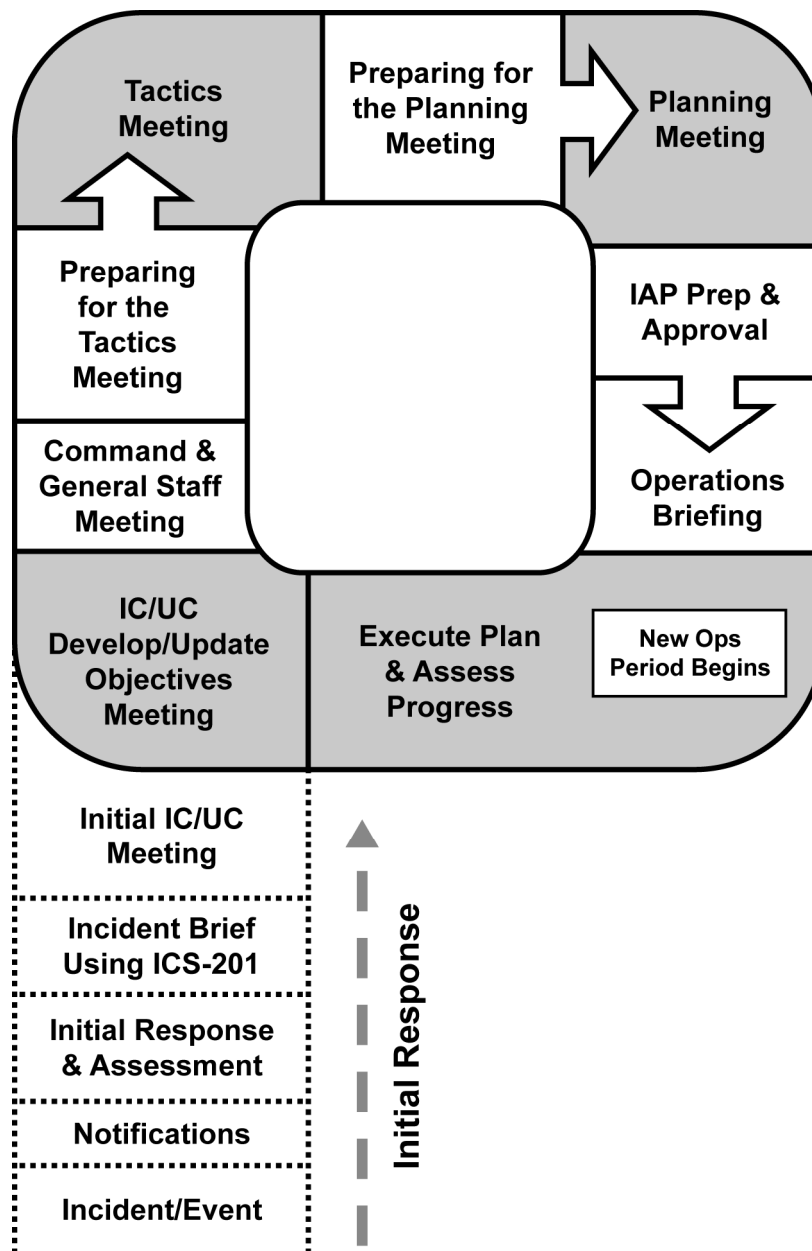 Tactics
Meeting
Preparing for
the Planning
Meeting
Planning
Meeting
Preparing
for the
Tactics
Meeting
IAP Prep &
Approval
Command &
General Staff
Meeting
Operations
Briefing
IC/UC
Develop/Update
Objectives
Meeting
Execute Plan
& Assess
Progress
New Ops
Period Begins
Initial IC/UC
Meeting
Incident Brief
Using ICS-201
Initial Response
& Assessment
Notifications
Incident/Event
Initial Response